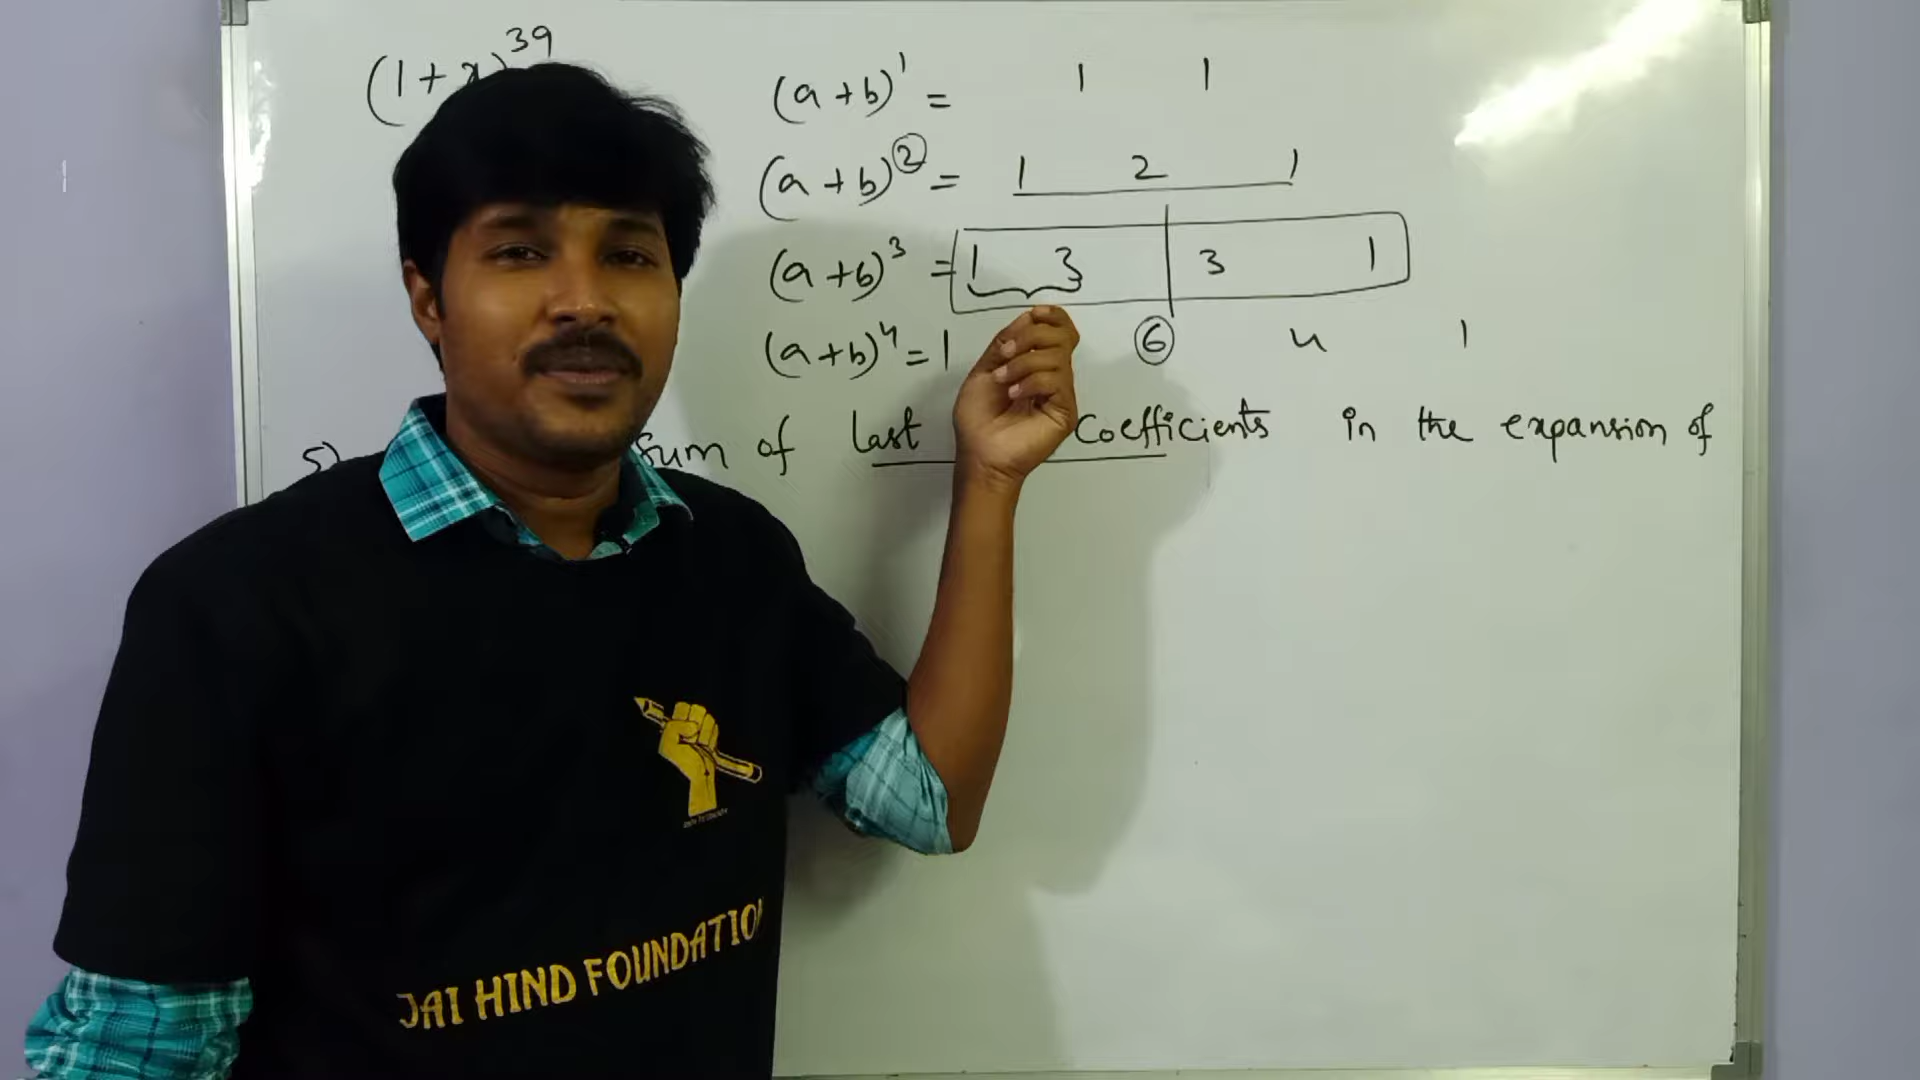 (1 + x)^39
(a + b)^1 = 1 1
(a + b)^2 = 1 2 1
(a + b)^3 = 1 3 3 1
(a + b)^4 = 1 6 4 1
5) sum of last coefficients in the expansion of
JAI HIND FOUNDATION